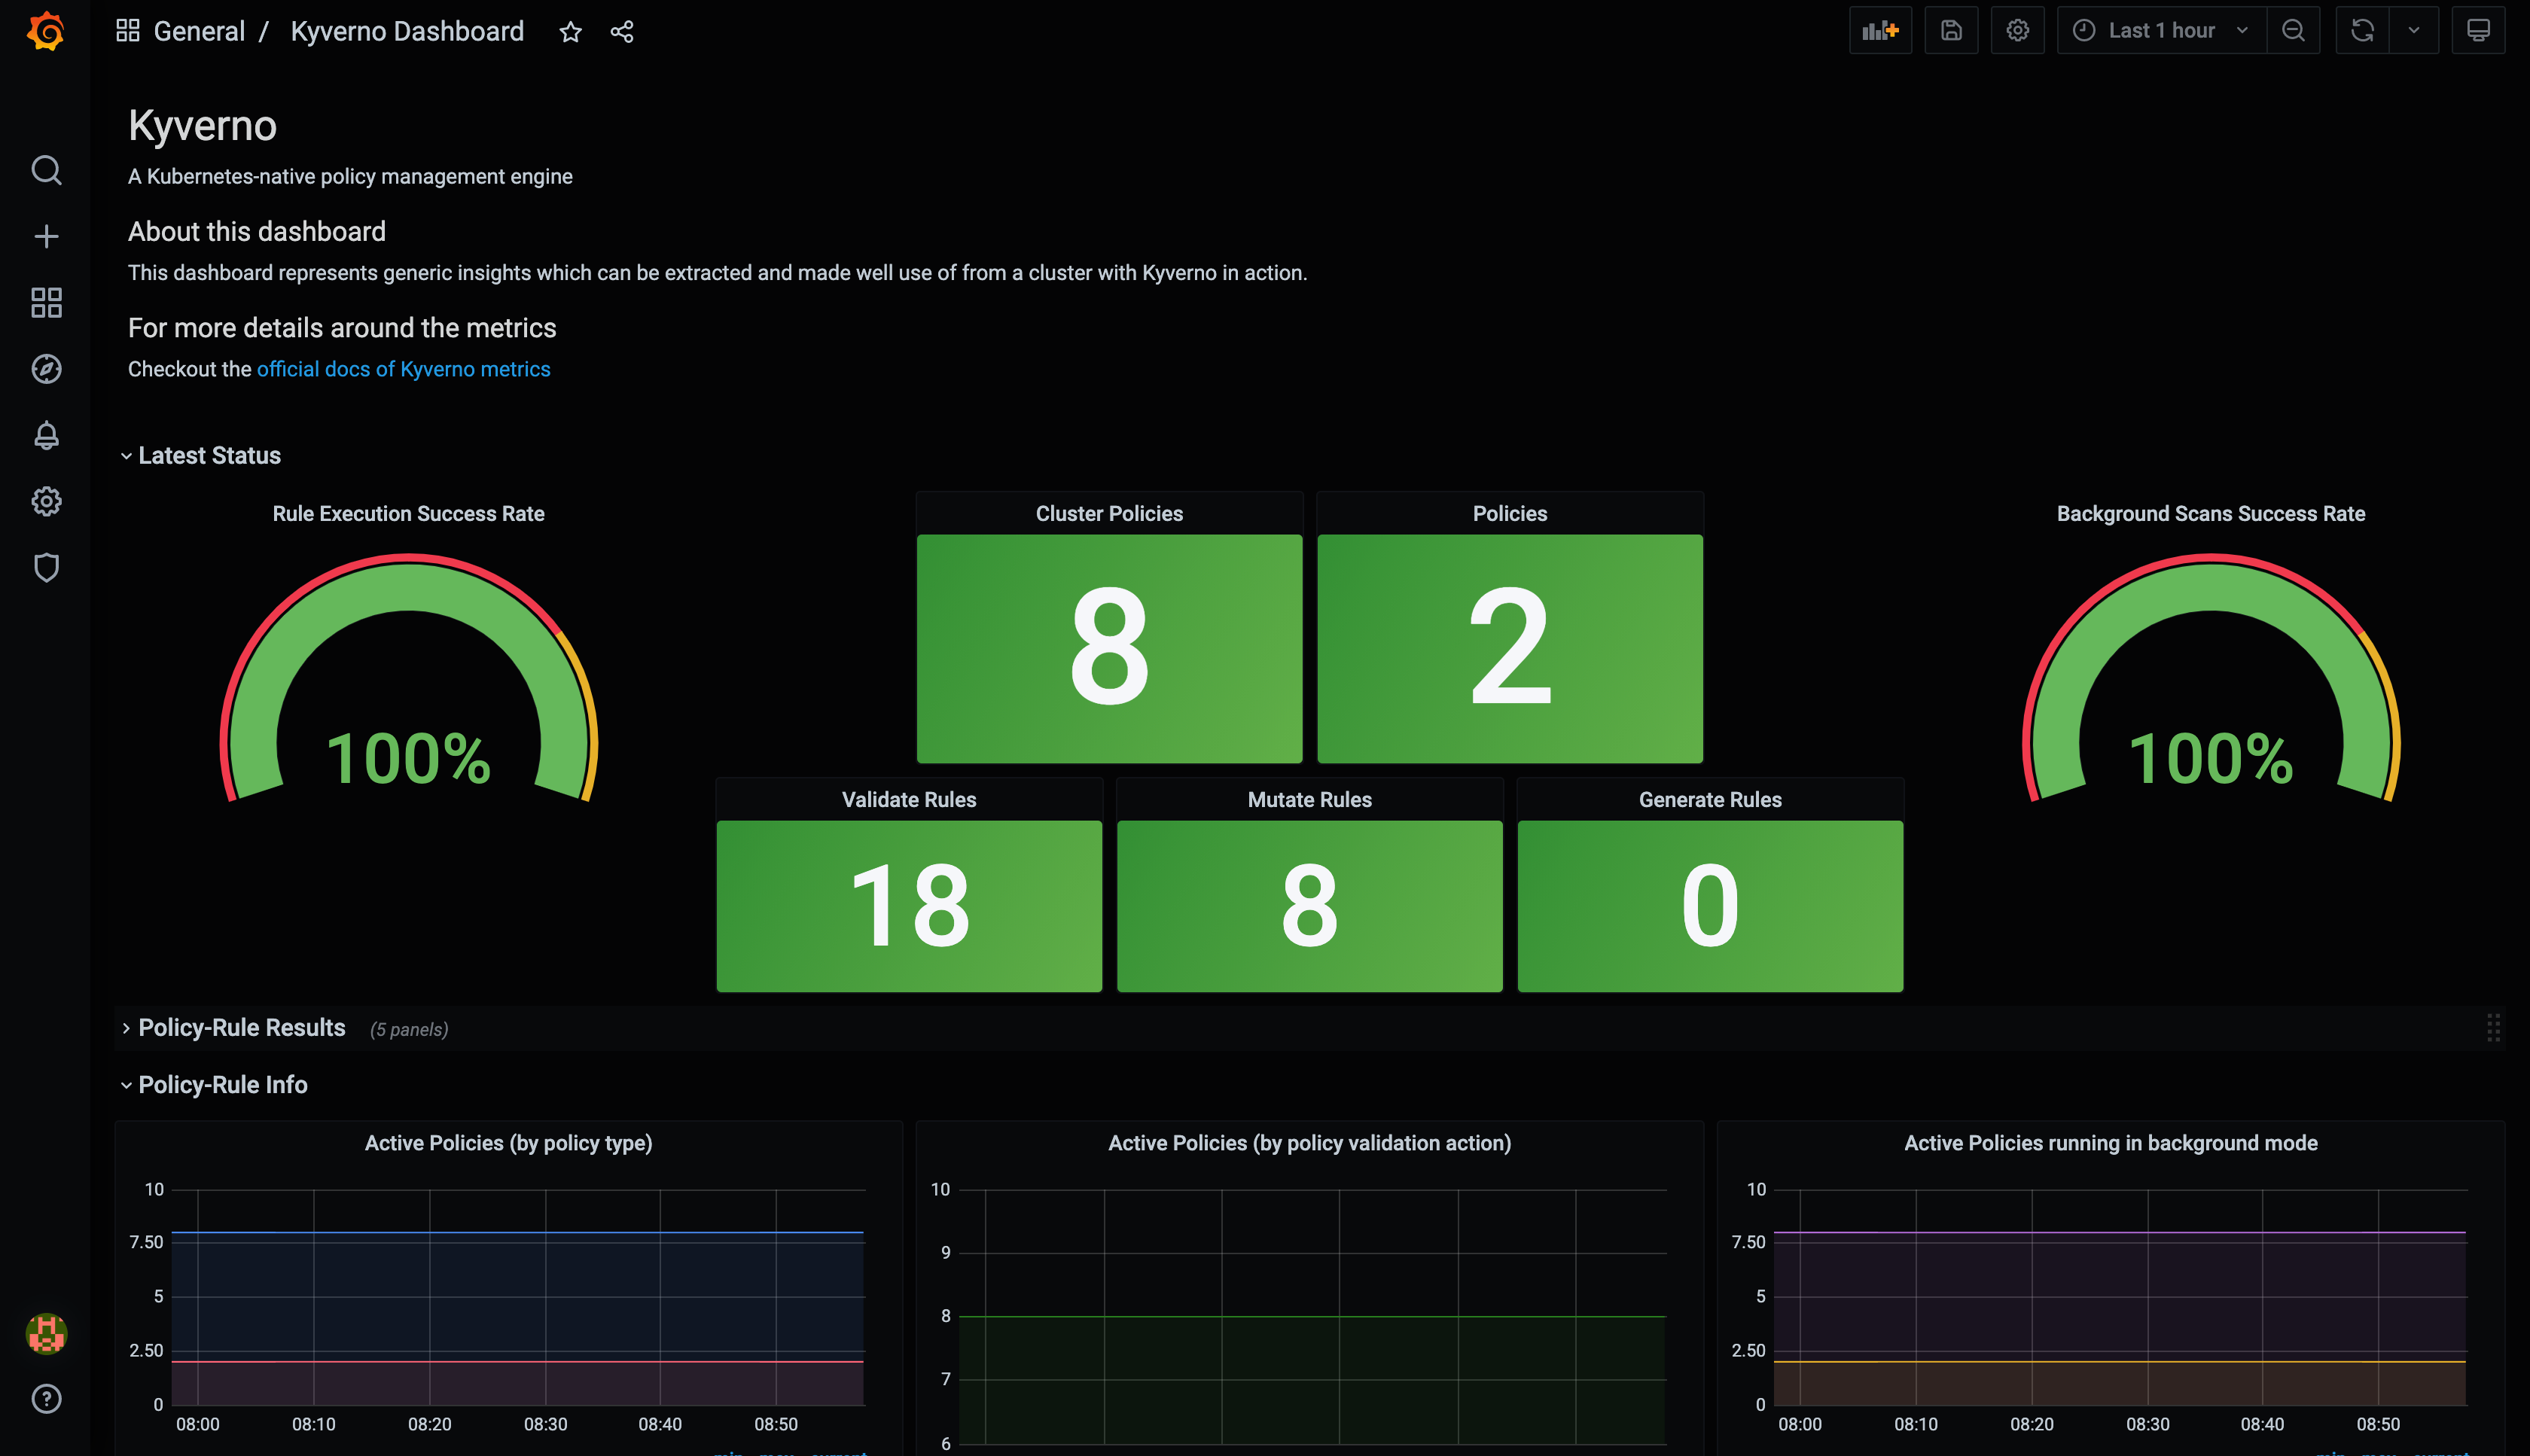 General / Kyverno Dashboard
Last 1 hour
Kyverno
A Kubernetes-native policy management engine
About this dashboard
This dashboard represents generic insights which can be extracted and made well use of from a cluster with Kyverno in action.
For more details around the metrics
Checkout the official docs of Kyverno metrics
Latest Status
Rule Execution Success Rate
100%
Cluster Policies
8
Policies
2
Background Scans Success Rate
100%
Validate Rules
18
Mutate Rules
8
Generate Rules
0
Policy-Rule Results (5 panels)
Policy-Rule Info
Active Policies (by policy type)
10
7.50
5
2.50
0
08:00 08:10 08:20 08:30 08:40 08:50
Active Policies (by policy validation action)
10
9
8
7
6
Active Policies running in background mode
10
7.50
5
2.50
0
08:00 08:10 08:20 08:30 08:40 08:50